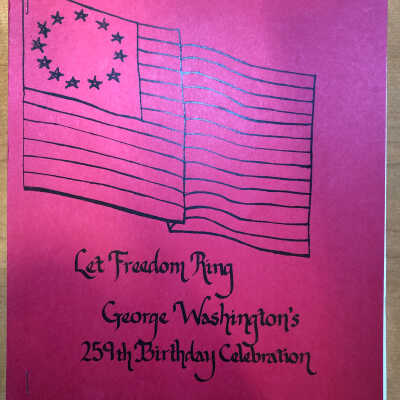 Let Freedom Ring
George Washington's
259th Birthday Celebration